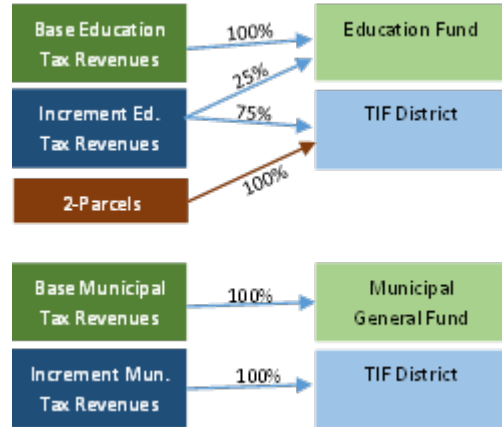 Base Education
Tax Revenues
100%
Education Fund
25%
Increment Ed.
Tax Revenues
75%
TIF District
2-Parcels
100%
Base Municipal
Tax Revenues
100%
Municipal
General Fund
Increment Mun.
Tax Revenues
100%
TIF District